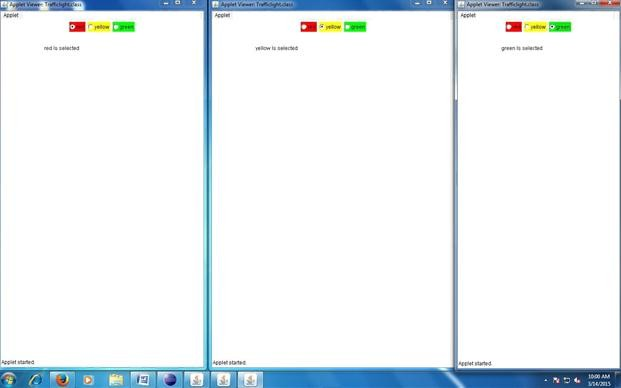 Applet Viewer: Trafficlight.class
Applet
red yellow green
red is selected
Applet started.
Applet Viewer: Trafficlight.class
Applet
red yellow green
yellow is selected
Applet started.
Applet Viewer: Trafficlight.class
Applet
yellow green
green is selected
Applet started.
10:00 AM
3/14/2015